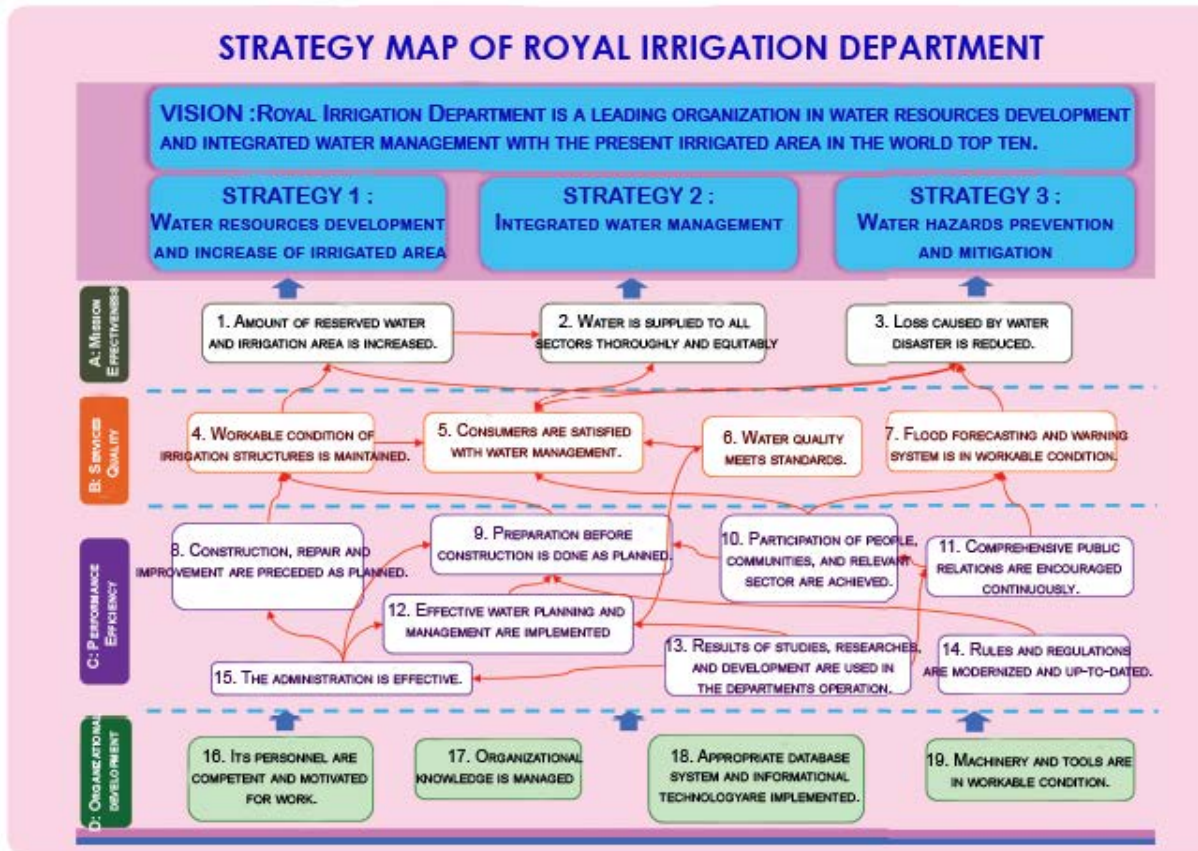 STRATEGY MAP OF ROYAL IRRIGATION DEPARTMENT
VISION :ROYAL IRRIGATION DEPARTMENT IS A LEADING ORGANIZATION IN WATER RESOURCES DEVELOPMENT
AND INTEGRATED WATER MANAGEMENT WITH THE PRESENT IRRIGATED AREA IN THE WORLD TOP TEN.
STRATEGY 1 :
WATER RESOURCES DEVELOPMENT
AND INCREASE OF IRRIGATED AREA
STRATEGY 2 :
INTEGRATED WATER MANAGEMENT
STRATEGY 3 :
WATER HAZARDS PREVENTION
AND MITIGATION
A: MISSION
EFFECTIVENESS
1. AMOUNT OF RESERVED WATER
AND IRRIGATION AREA IS INCREASED.
2. WATER IS SUPPLIED TO ALL
SECTORS THOROUGHLY AND EQUITABLY
3. LOSS CAUSED BY WATER
DISASTER IS REDUCED.
B: SERVICES
QUALITY
4. WORKABLE CONDITION OF
IRRIGATION STRUCTURES IS MAINTAINED.
5. CONSUMERS ARE SATISFIED
WITH WATER MANAGEMENT.
6. WATER QUALITY
MEETS STANDARDS.
7. FLOOD FORECASTING AND WARNING
SYSTEM IS IN WORKABLE CONDITION.
C: PERFORMANCE
EFFICIENCY
8. CONSTRUCTION, REPAIR AND
IMPROVEMENT ARE PRECEDED AS PLANNED.
9. PREPARATION BEFORE
CONSTRUCTION IS DONE AS PLANNED.
10. PARTICIPATION OF PEOPLE,
COMMUNITIES, AND RELEVANT
SECTOR ARE ACHIEVED.
11. COMPREHENSIVE PUBLIC
RELATIONS ARE ENCOURAGED
CONTINUOUSLY.
12. EFFECTIVE WATER PLANNING AND
MANAGEMENT ARE IMPLEMENTED
13. RESULTS OF STUDIES, RESEARCHES,
AND DEVELOPMENT ARE USED IN
THE DEPARTMENTS OPERATION.
14. RULES AND REGULATIONS
ARE MODERNIZED AND UP-TO-DATED.
15. THE ADMINISTRATION IS EFFECTIVE.
D: ORGANIZATIONAL
DEVELOPMENT
16. ITS PERSONNEL ARE
COMPETENT AND MOTIVATED
FOR WORK.
17. ORGANIZATIONAL
KNOWLEDGE IS MANAGED
18. APPROPRIATE DATABASE
SYSTEM AND INFORMATIONAL
TECHNOLOGYARE IMPLEMENTED.
19. MACHINERY AND TOOLS ARE
IN WORKABLE CONDITION.